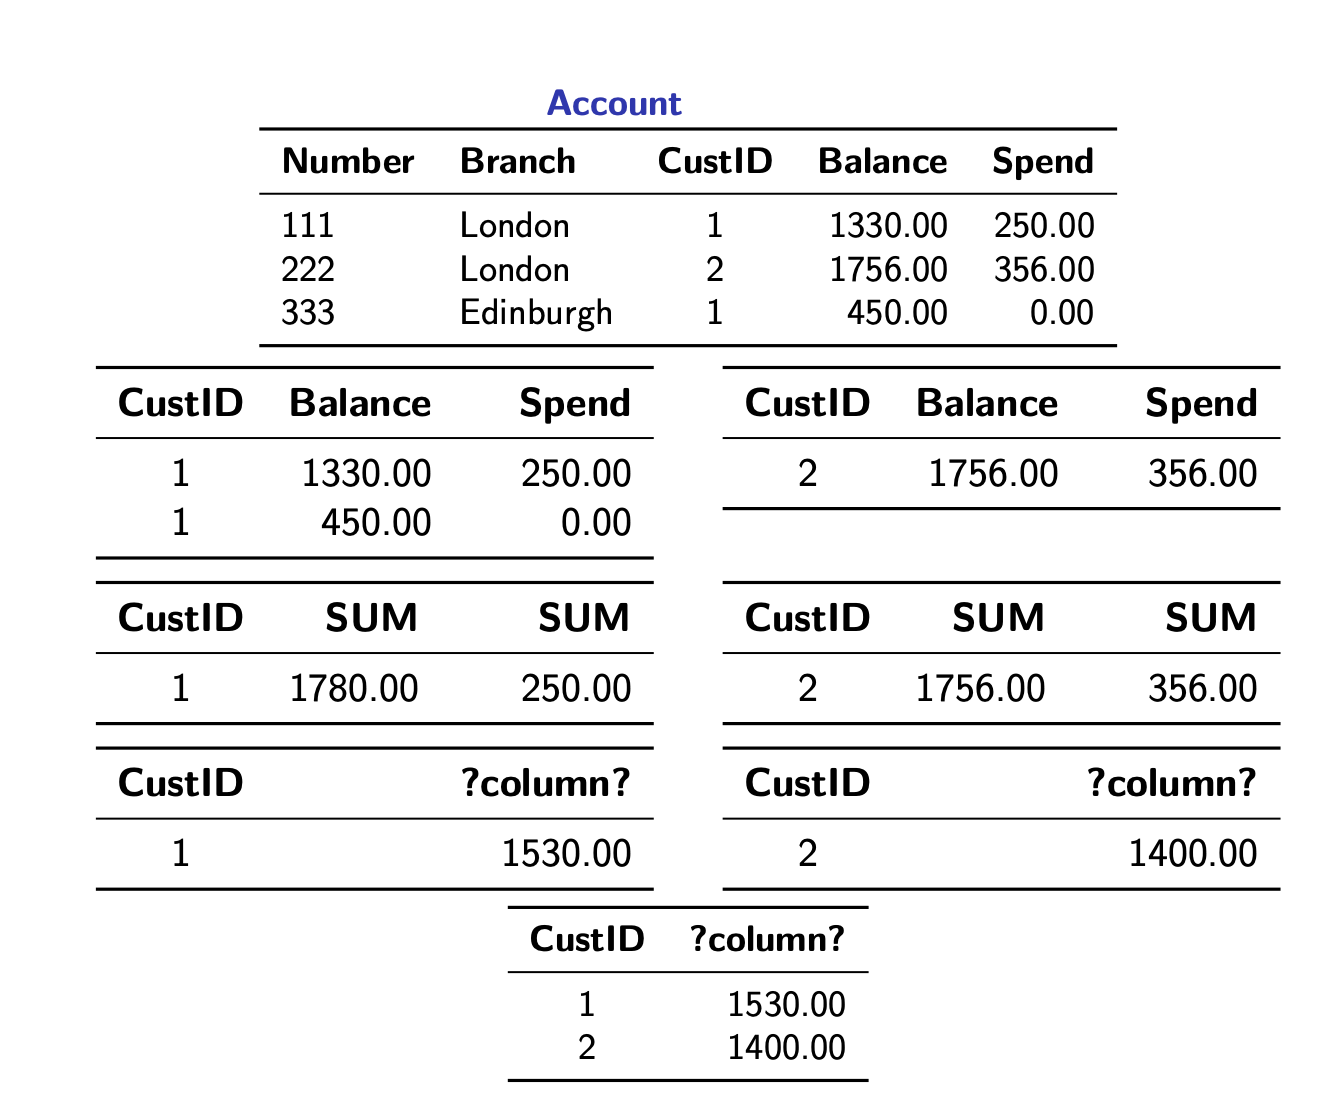 Account
Number Branch CustID Balance Spend
111 London 1 1330.00 250.00
222 London 2 1756.00 356.00
333 Edinburgh 1 450.00 0.00
CustID Balance Spend
1 1330.00 250.00
1 450.00 0.00
CustID Balance Spend
2 1756.00 356.00
CustID SUM SUM
1 1780.00 250.00
CustID SUM SUM
2 1756.00 356.00
CustID ?column?
1 1530.00
CustID ?column?
2 1400.00
CustID ?column?
1 1530.00
2 1400.00